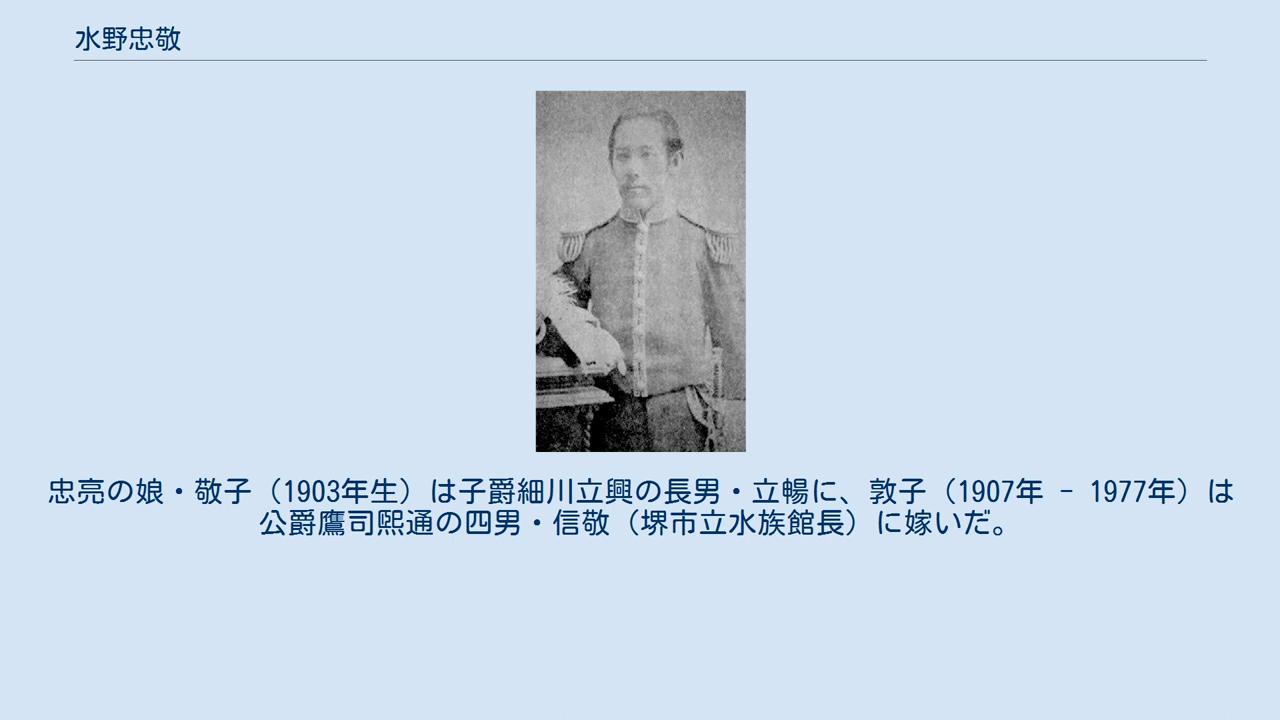 水野忠敬
忠亮の娘・敬子（1903年生）は子爵細川立興の長男・立暢に、敦子（1907年 - 1977年）は
公爵鷹司煕通の四男・信敬（堺市立水族館長）に嫁いだ。